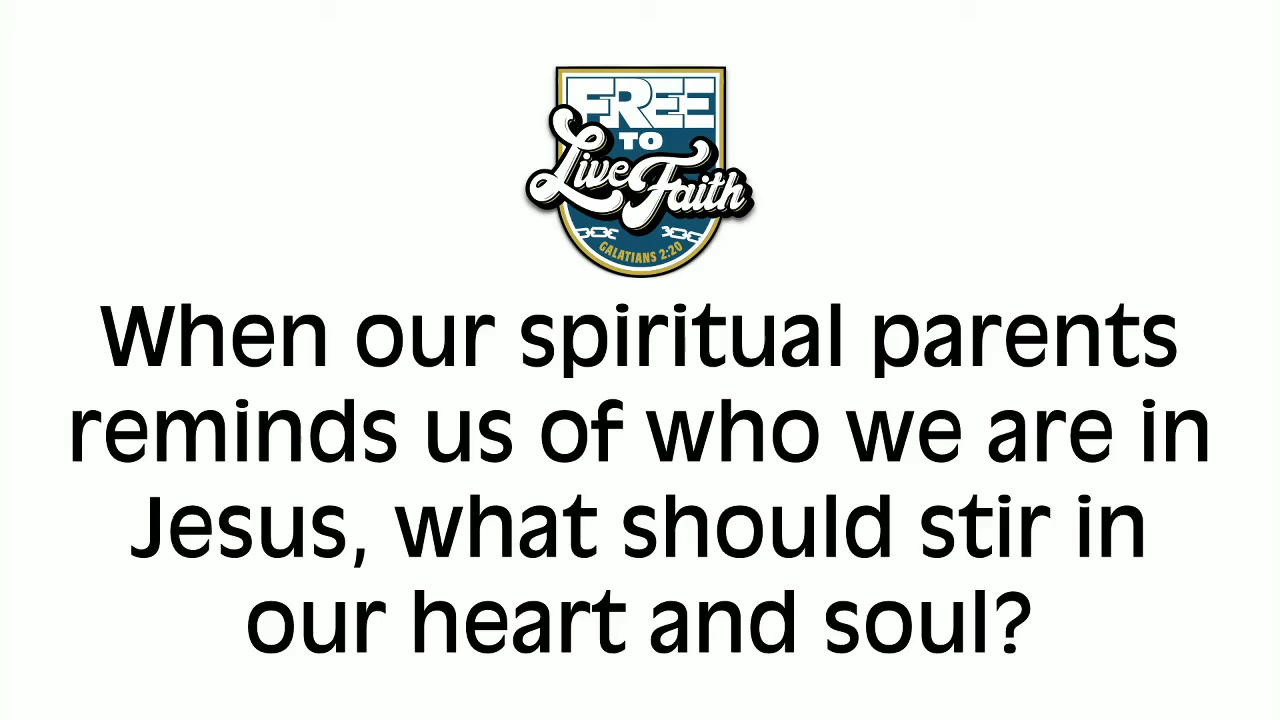 FREE
TO
Live Faith
GALATIANS 2:20
When our spiritual parents
reminds us of who we are in
Jesus, what should stir in
our heart and soul?